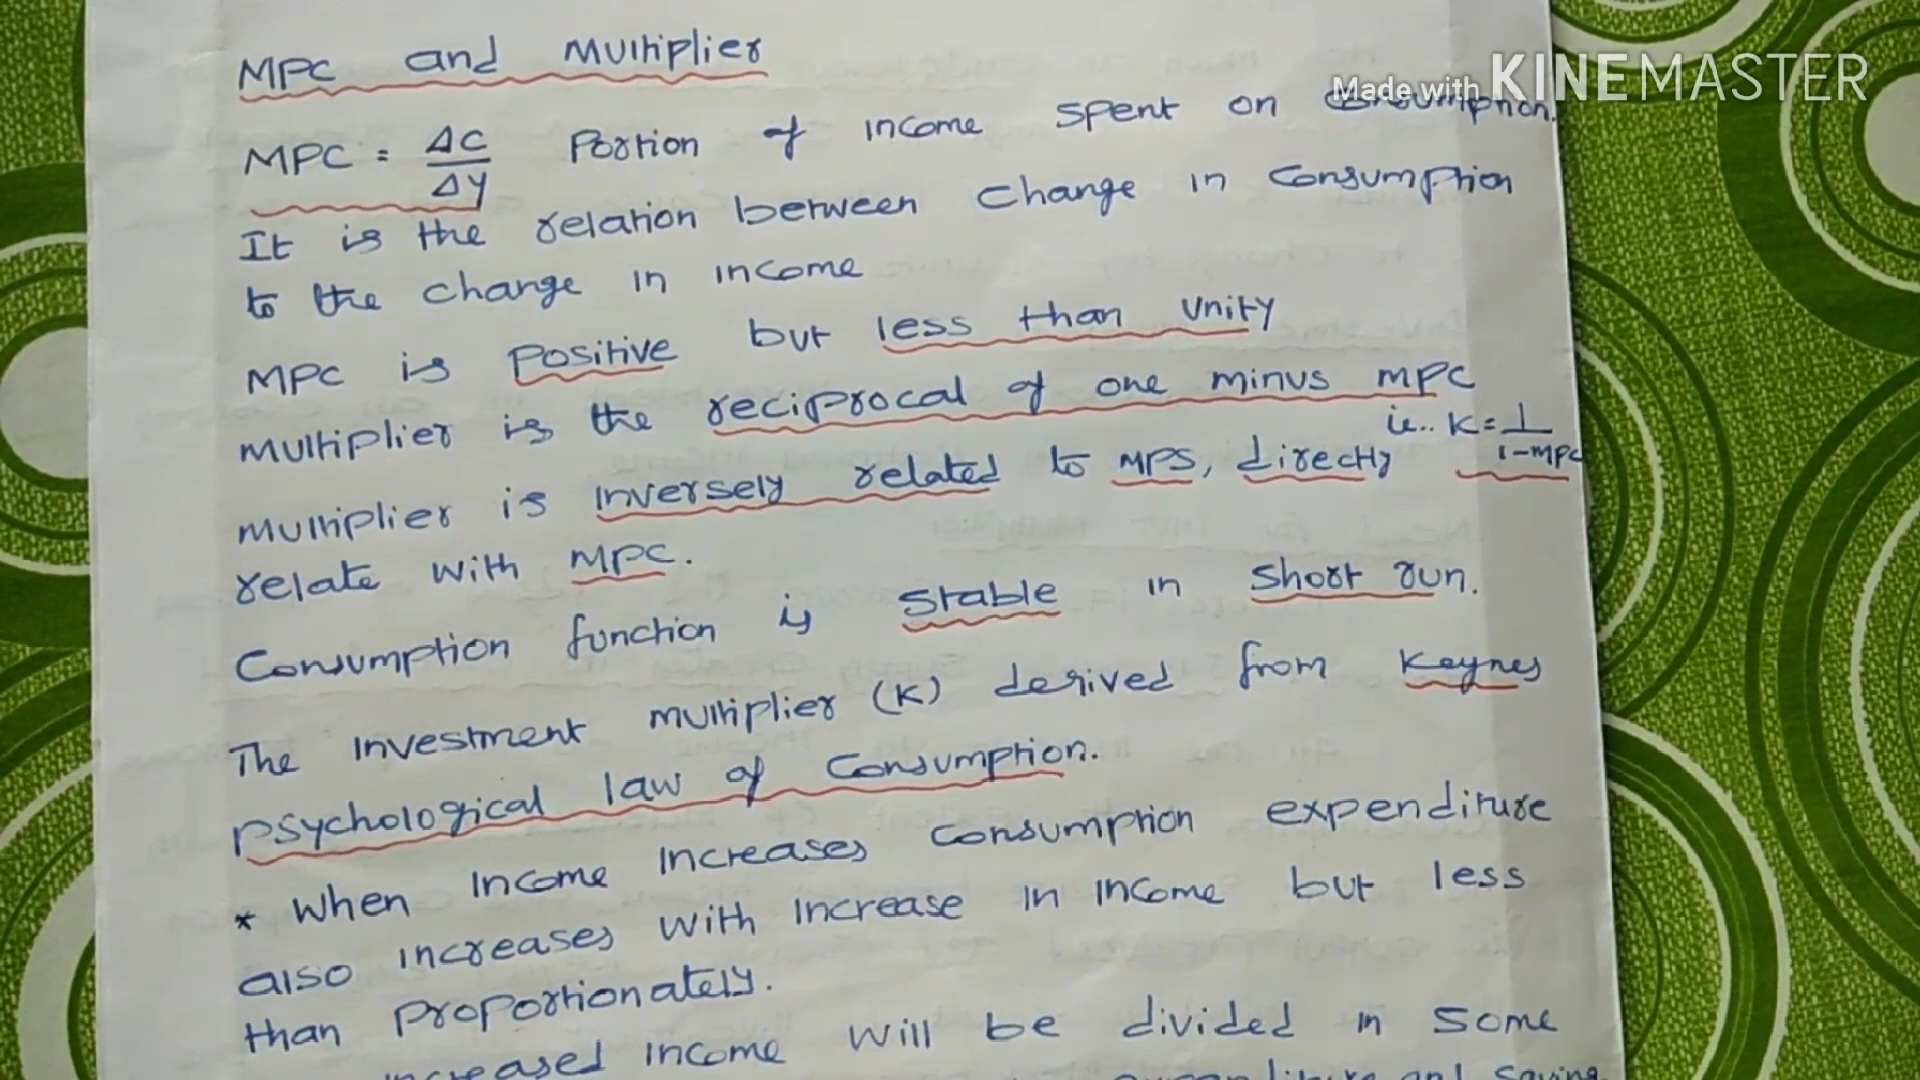 Made with KINEMASTER
MPC and Multiplier
MPC = ΔC/ΔY Portion of income spent on consumption.
It is the relation between change in consumption
to the change in income
MPC is positive but less than unity
Multiplier is the reciprocal of one minus MPC
i.e.. K = 1/1-MPC
Multiplier is inversely related to MPS, directly
relate with MPC.
Consumption function is stable in short run.
The investment multiplier (K) derived from Keynes
psychological law of consumption.
* When income increases consumption expenditure
also increases with increase in income but less
than proportionately.
increased income will be divided in some
and saving